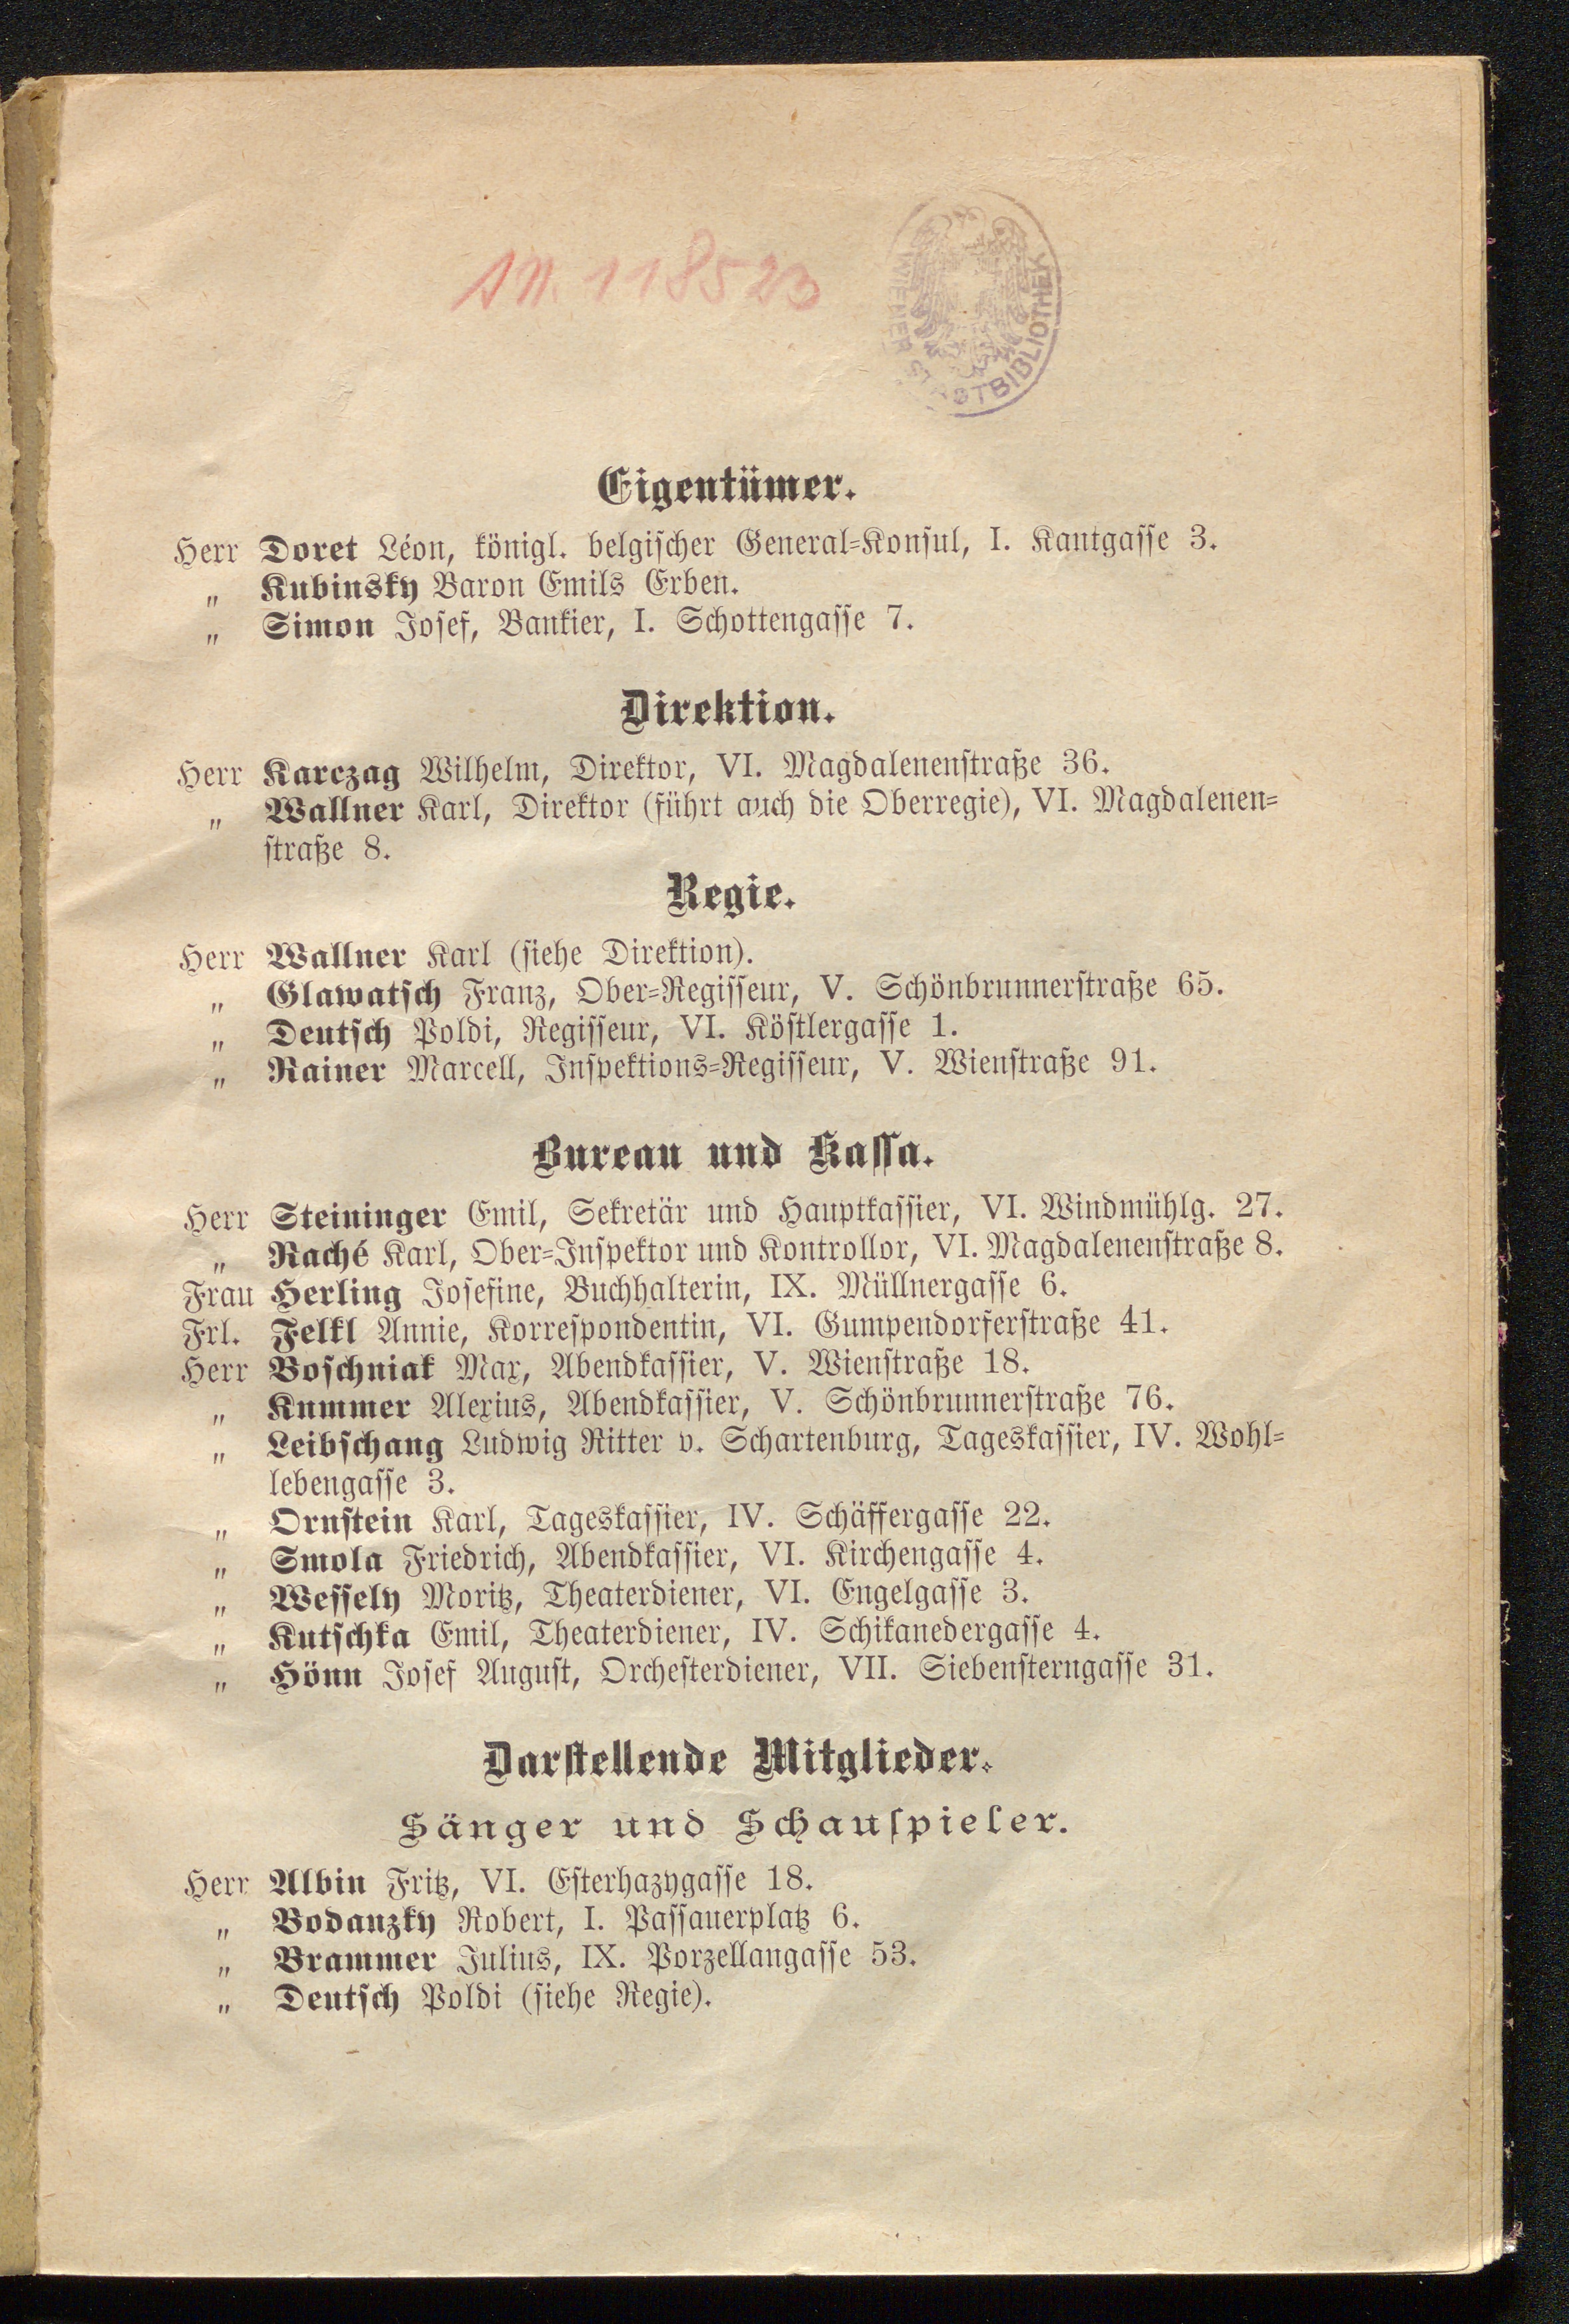 AN. 118523
WIENER STADTBIBLIOTHEK
Eigentümer.
Herr Doret Léon, königl. belgischer General-Konsul, I. Kantgasse 3.
„ Kubinsky Baron Emils Erben.
„ Simon Josef, Bankier, I. Schottengasse 7.
Direktion.
Herr Karczag Wilhelm, Direktor, VI. Magdalenenstraße 36.
„ Wallner Karl, Direktor (führt auch die Oberregie), VI. Magdalenen-
straße 8.
Regie.
Herr Wallner Karl (siehe Direktion).
„ Glawatsch Franz, Ober-Regisseur, V. Schönbrunnerstraße 65.
„ Deutsch Poldi, Regisseur, VI. Köstlergasse 1.
„ Rainer Marcell, Inspektions-Regisseur, V. Wienstraße 91.
Bureau und Kassa.
Herr Steininger Emil, Sekretär und Hauptkassier, VI. Windmühlg. 27.
„ Raché Karl, Ober-Inspektor und Kontrollor, VI. Magdalenenstraße 8.
Frau Herling Josefine, Buchhalterin, IX. Müllnergasse 6.
Frl. Felkl Annie, Korrespondentin, VI. Gumpendorferstraße 41.
Herr Boschniak Max, Abendkassier, V. Wienstraße 18.
„ Kummer Alexius, Abendkassier, V. Schönbrunnerstraße 76.
„ Leibschang Ludwig Ritter v. Schartenburg, Tageskassier, IV. Wohl-
lebengasse 3.
„ Ornstein Karl, Tageskassier, IV. Schäffergasse 22.
„ Smola Friedrich, Abendkassier, VI. Kirchengasse 4.
„ Wessely Moritz, Theaterdiener, VI. Engelgasse 3.
„ Kutschka Emil, Theaterdiener, IV. Schikanedergasse 4.
„ Hönn Josef August, Orchesterdiener, VII. Siebensterngasse 31.
Darstellende Mitglieder.
Sänger und Schauspieler.
Herr Albin Fritz, VI. Esterhazygasse 18.
„ Bodanzky Robert, I. Passauerplatz 6.
„ Brammer Julius, IX. Porzellangasse 53.
„ Deutsch Poldi (siehe Regie).